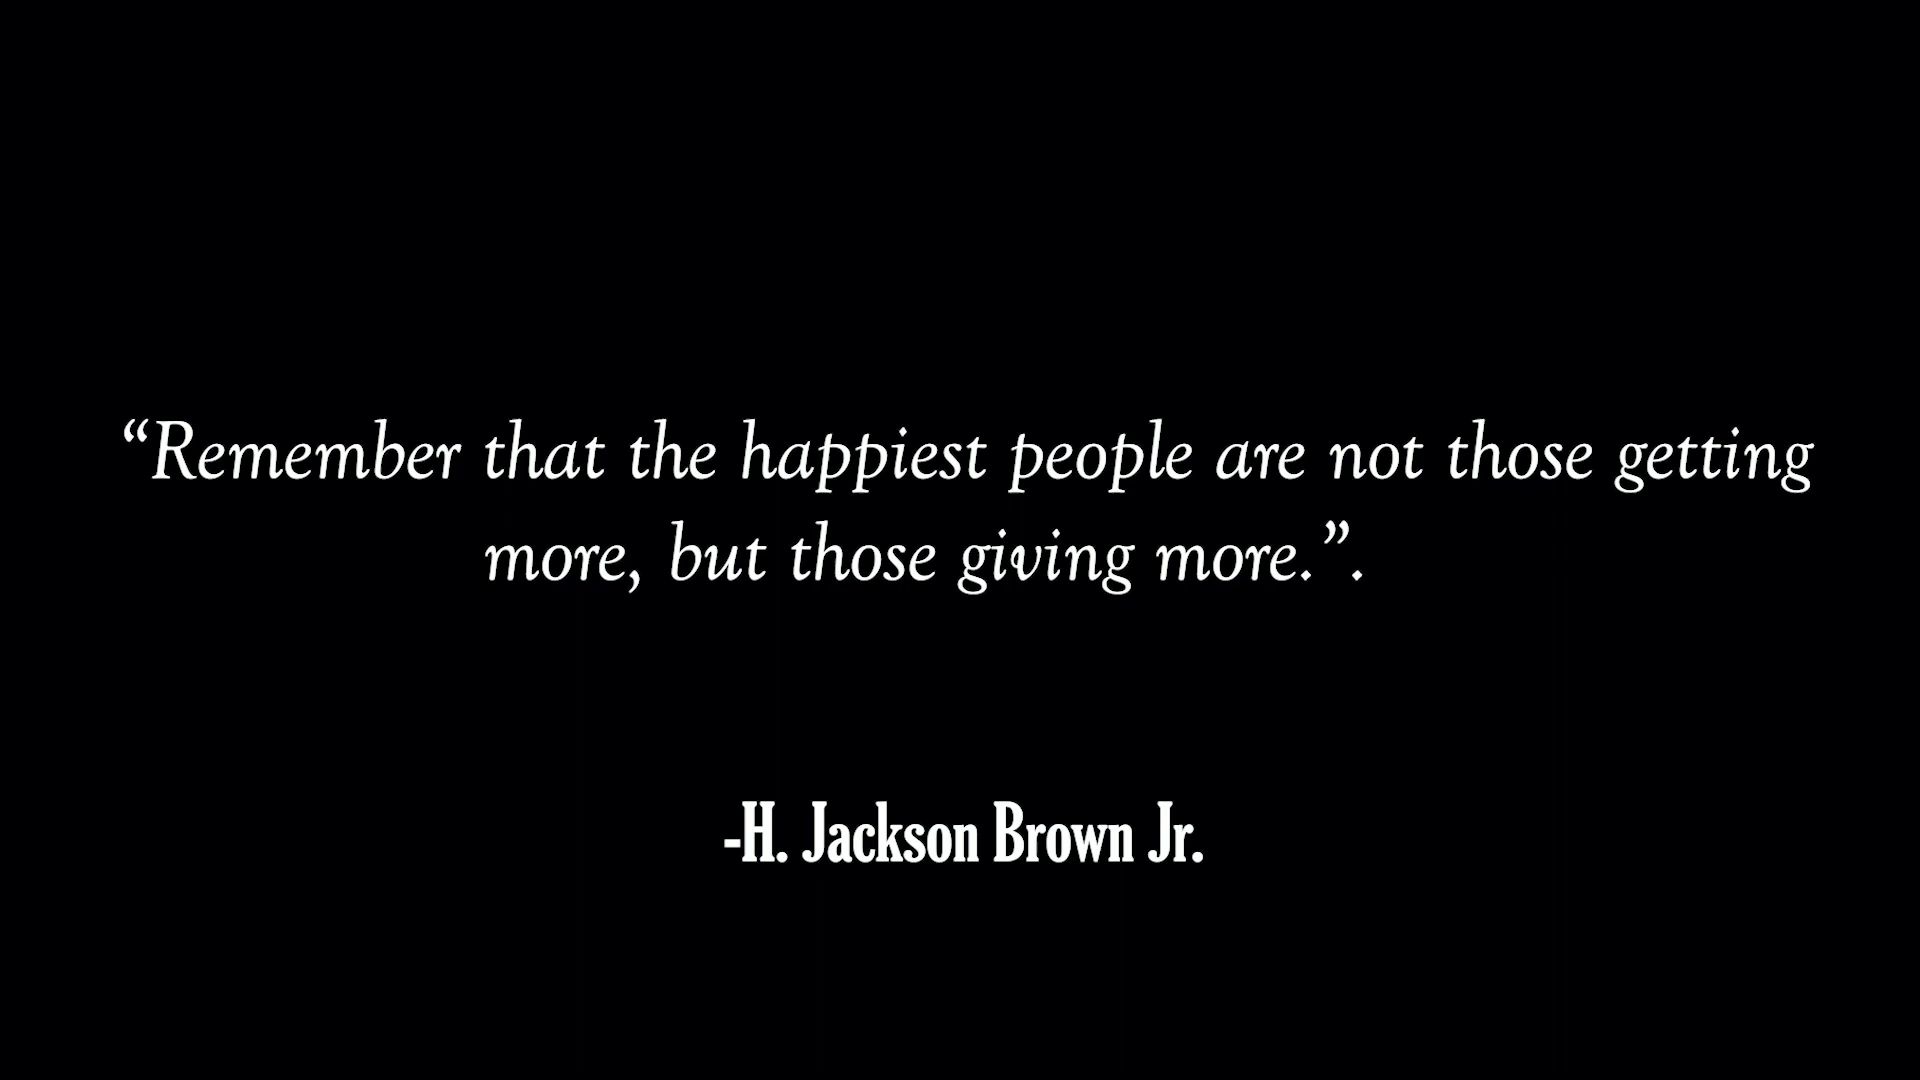 “Remember that the happiest people are not those getting
more, but those giving more.”.
-H. Jackson Brown Jr.